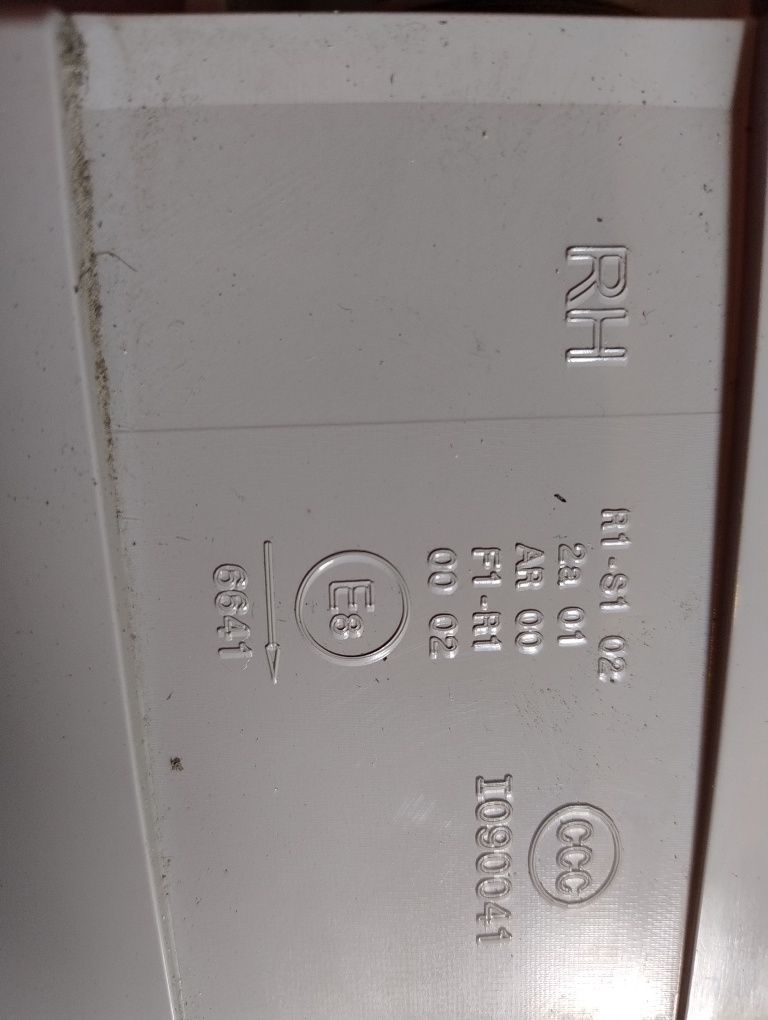 RH
R1-S1 02
2a 01
AR 00
F1-R1
00 02
E8
6641
CCC
I090041